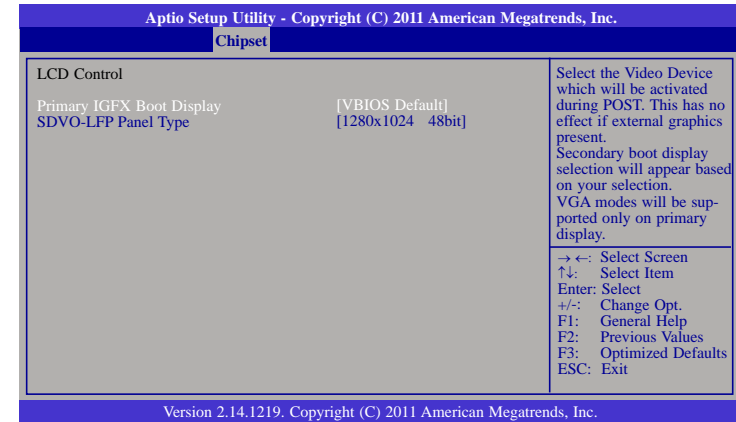 Aptio Setup Utility - Copyright (C) 2011 American Megatrends, Inc.
Chipset
LCD Control
Primary IGFX Boot Display [VBIOS Default]
SDVO-LFP Panel Type [1280x1024 48bit]
Select the Video Device
which will be activated
during POST. This has no
effect if external graphics
present.
Secondary boot display
selection will appear based
on your selection.
VGA modes will be sup-
ported only on primary
display.
→ ←: Select Screen
↑↓: Select Item
Enter: Select
+/-: Change Opt.
F1: General Help
F2: Previous Values
F3: Optimized Defaults
ESC: Exit
Version 2.14.1219. Copyright (C) 2011 American Megatrends, Inc.